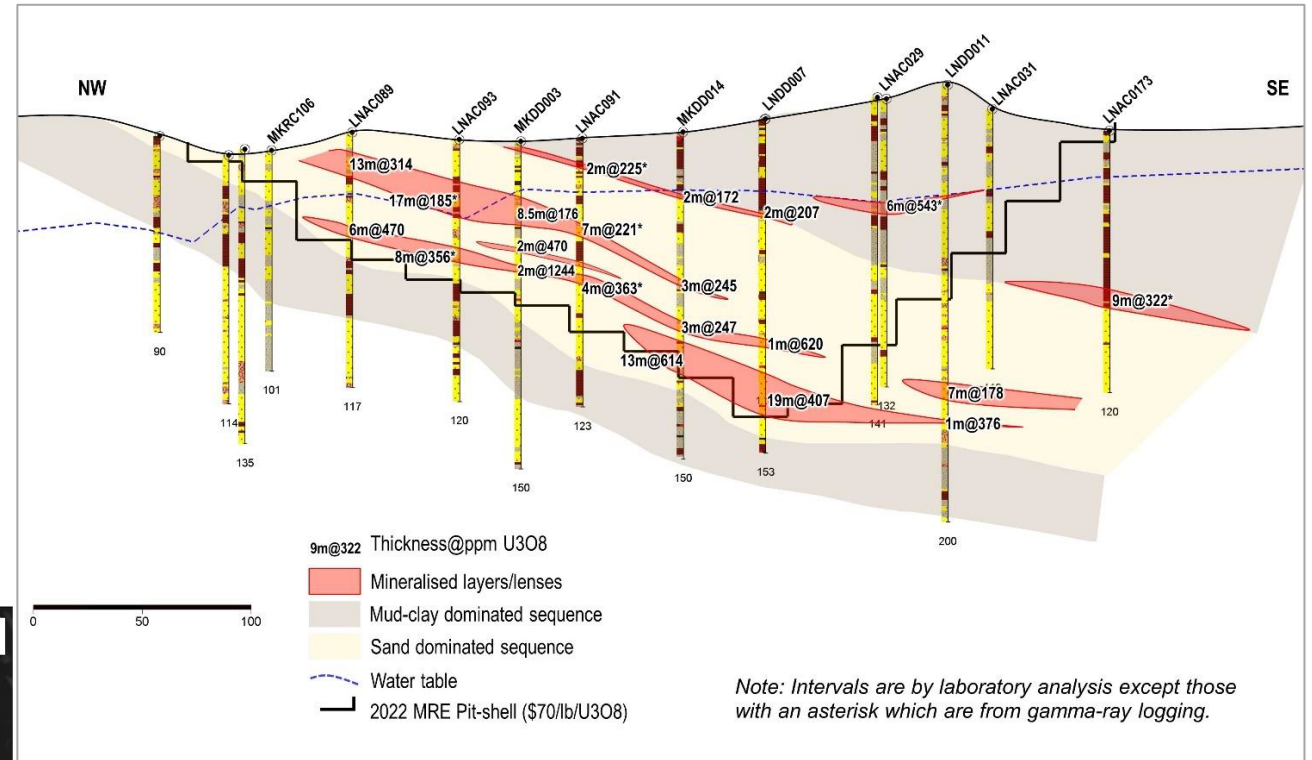 NW
SE
MKRC106
LNAC089
LNAC093
MKDD003
LNAC091
MKDD014
LNDD007
LNAC029
LNDD011
LNAC031
LNAC0173
13m@314
17m@185*
6m@470
8m@356*
2m@225*
2m@172
2m@207
6m@543*
8.5m@176
7m@221*
2m@470
2m@1244
4m@363*
3m@245
3m@247
1m@620
13m@614
19m@407
9m@322*
7m@178
1m@376
90
114
135
101
117
120
150
123
150
153
141
132
200
120
9m@322 Thickness@ppm U3O8
Mineralised layers/lenses
Mud-clay dominated sequence
Sand dominated sequence
Water table
2022 MRE Pit-shell ($70/lb/U3O8)
0 50 100
Note: Intervals are by laboratory analysis except those
with an asterisk which are from gamma-ray logging.